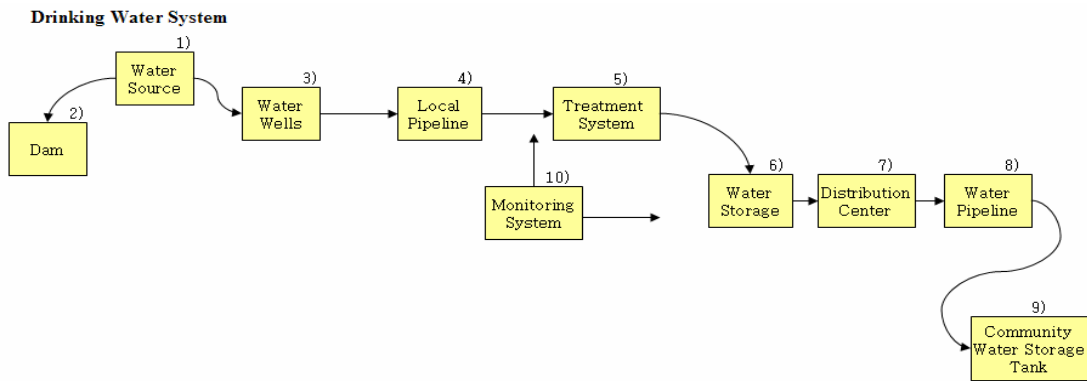 Drinking Water System
1)
Water
Source
2)
Dam
3)
Water
Wells
4)
Local
Pipeline
5)
Treatment
System
6)
Water
Storage
7)
Distribution
Center
8)
Water
Pipeline
9)
Community
Water Storage
Tank
10)
Monitoring
System